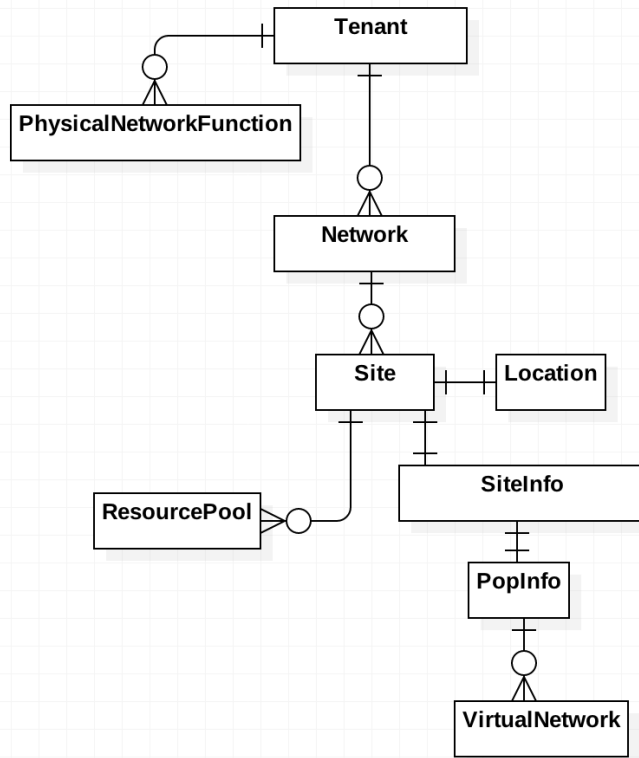 Tenant
PhysicalNetworkFunction
Network
Site
Location
SiteInfo
ResourcePool
PopInfo
VirtualNetwork